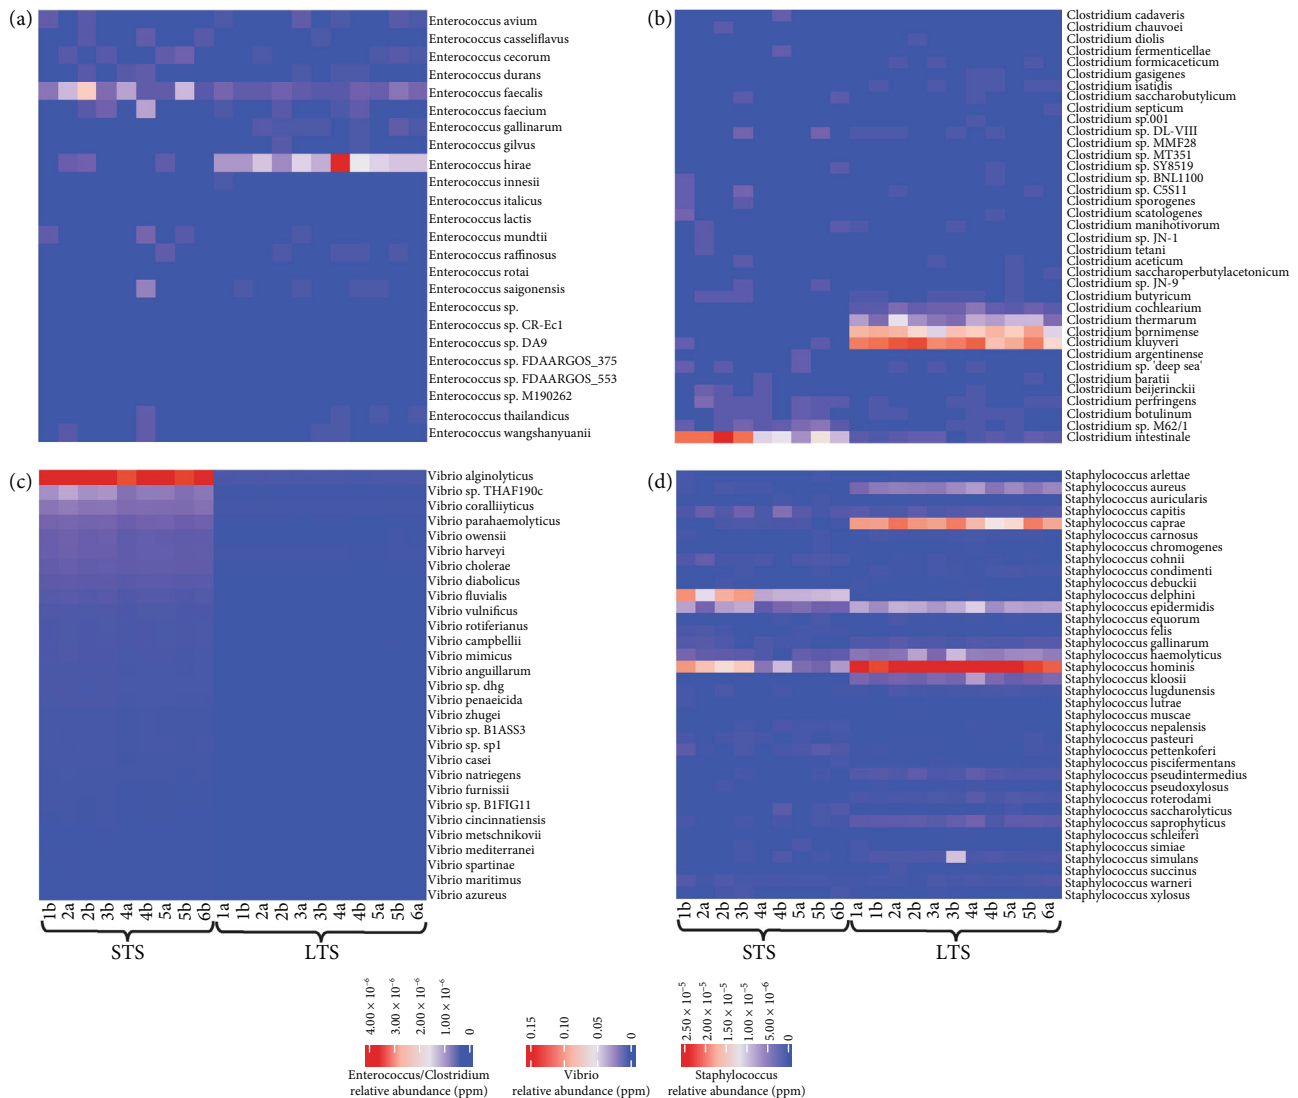 (a)
Enterococcus avium
Enterococcus casseliflavus
Enterococcus cecorum
Enterococcus durans
Enterococcus faecalis
Enterococcus faecium
Enterococcus gallinarum
Enterococcus gilvus
Enterococcus hirae
Enterococcus innesii
Enterococcus italicus
Enterococcus lactis
Enterococcus mundtii
Enterococcus raffinosus
Enterococcus rotai
Enterococcus saigonensis
Enterococcus sp.
Enterococcus sp. CR-Ec1
Enterococcus sp. DA9
Enterococcus sp. FDAARGOS_375
Enterococcus sp. FDAARGOS_553
Enterococcus sp. M190262
Enterococcus thailandicus
Enterococcus wangshanyuanii
(b)
Clostridium cadaveris
Clostridium chauvoei
Clostridium diolis
Clostridium fermenticellae
Clostridium formicaceticum
Clostridium gasigenes
Clostridium isatidis
Clostridium saccharobutylicum
Clostridium septicum
Clostridium sp.001
Clostridium sp. DL-VIII
Clostridium sp. MMF28
Clostridium sp. MT351
Clostridium sp. SY8519
Clostridium sp. BNL1100
Clostridium sp. C5S11
Clostridium sporogenes
Clostridium scatologenes
Clostridium manihotivorum
Clostridium sp. JN-1
Clostridium tetani
Clostridium aceticum
Clostridium saccharoperbutylacetonicum
Clostridium sp. JN-9
Clostridium butyricum
Clostridium cochlearium
Clostridium thermarum
Clostridium bornimense
Clostridium kluyveri
Clostridium argentinense
Clostridium sp. 'deep sea'
Clostridium baratii
Clostridium beijerinckii
Clostridium perfringens
Clostridium botulinum
Clostridium sp. M62/1
Clostridium intestinale
(c)
Vibrio alginolyticus
Vibrio sp. THAF190c
Vibrio coralliiyticus
Vibrio parahaemolyticus
Vibrio owensii
Vibrio harveyi
Vibrio cholerae
Vibrio diabolicus
Vibrio fluvialis
Vibrio vulnificus
Vibrio rotiferianus
Vibrio campbellii
Vibrio mimicus
Vibrio anguillarum
Vibrio sp. dhg
Vibrio penaeicida
Vibrio zhugei
Vibrio sp. B1ASS3
Vibrio sp. sp1
Vibrio casei
Vibrio natriegens
Vibrio furnissii
Vibrio sp. B1FIG11
Vibrio cincinnatiensis
Vibrio metschnikovii
Vibrio mediterranei
Vibrio spartinae
Vibrio maritimus
Vibrio azureus
1b 2a 2b 3b 4a 4b 5a 5b 6b 1a 1b 2a 2b 3a 3b 4a 4b 5a 5b 6a
STS LTS
(d)
Staphylococcus arlettae
Staphylococcus aureus
Staphylococcus auricularis
Staphylococcus capitis
Staphylococcus caprae
Staphylococcus carnosus
Staphylococcus chromogenes
Staphylococcus cohnii
Staphylococcus condimenti
Staphylococcus debuckii
Staphylococcus delphini
Staphylococcus epidermidis
Staphylococcus equorum
Staphylococcus felis
Staphylococcus gallinarum
Staphylococcus haemolyticus
Staphylococcus hominis
Staphylococcus kloosii
Staphylococcus lugdunensis
Staphylococcus lutrae
Staphylococcus muscae
Staphylococcus nepalensis
Staphylococcus pasteuri
Staphylococcus pettenkoferi
Staphylococcus piscifermentans
Staphylococcus pseudintermedius
Staphylococcus pseudoxylosus
Staphylococcus roterodami
Staphylococcus saccharolyticus
Staphylococcus saprophyticus
Staphylococcus schleiferi
Staphylococcus simiae
Staphylococcus simulans
Staphylococcus succinus
Staphylococcus warneri
Staphylococcus xylosus
1b 2a 2b 3b 4a 4b 5a 5b 6b 1a 1b 2a 2b 3a 3b 4a 4b 5a 5b 6a
STS LTS
4.00 × 10⁻⁶ 3.00 × 10⁻⁶ 2.00 × 10⁻⁶ 1.00 × 10⁻⁶ 0
Enterococcus/Clostridium
relative abundance (ppm)
0.15 0.10 0.05 0
Vibrio
relative abundance (ppm)
2.50 × 10⁻⁵ 2.00 × 10⁻⁵ 1.50 × 10⁻⁵ 1.00 × 10⁻⁵ 5.00 × 10⁻⁶ 0
Staphylococcus
relative abundance (ppm)